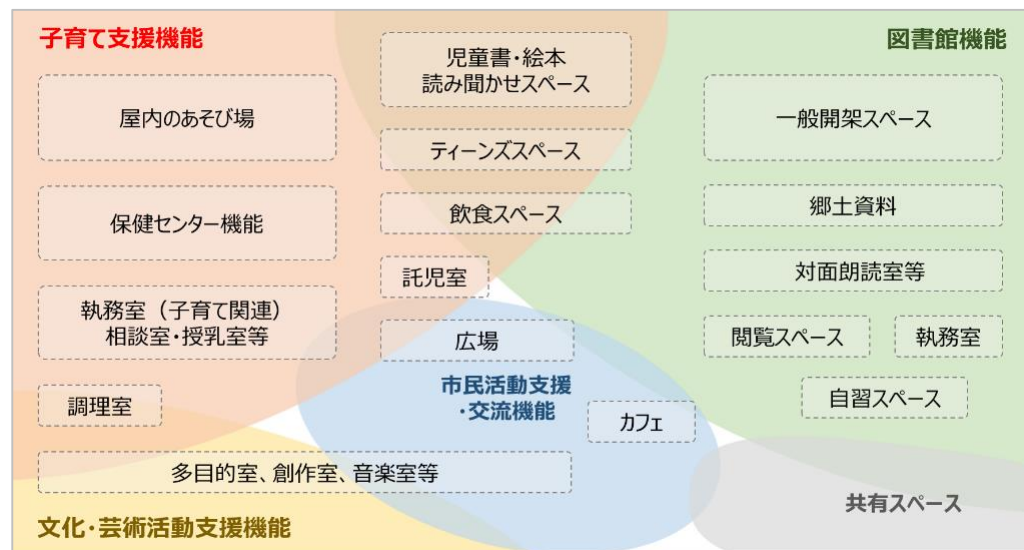 子育て支援機能
屋内のあそび場
保健センター機能
執務室（子育て関連）
相談室・授乳室等
調理室
児童書・絵本
読み聞かせスペース
ティーンズスペース
飲食スペース
託児室
広場
市民活動支援
・交流機能
カフェ
図書館機能
一般開架スペース
郷土資料
対面朗読室等
閲覧スペース
執務室
自習スペース
多目的室、創作室、音楽室等
文化・芸術活動支援機能
共有スペース